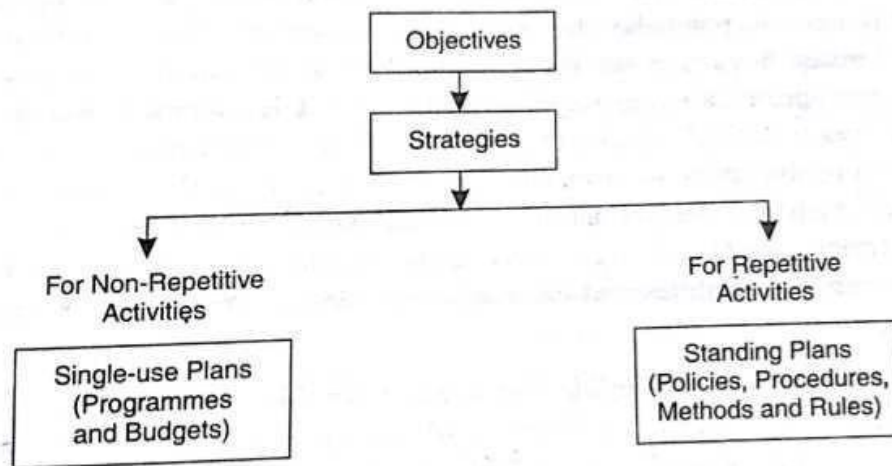 Objectives
Strategies
For Non-Repetitive
Activities
Single-use Plans
(Programmes
and Budgets)
For Repetitive
Activities
Standing Plans
(Policies, Procedures,
Methods and Rules)